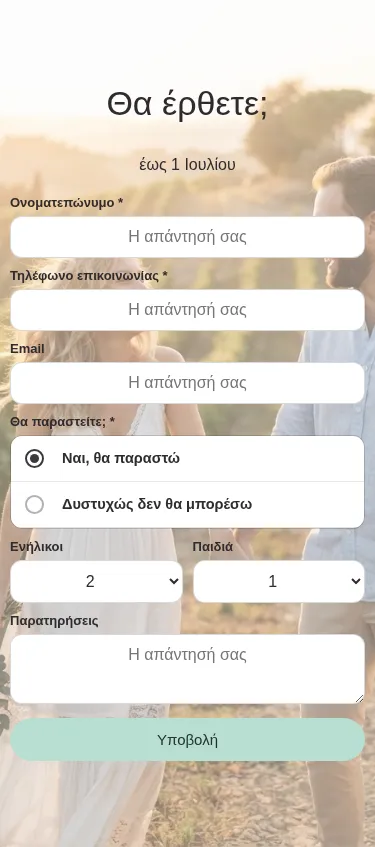 Θα έρθετε;
έως 1 Ιουλίου
Ονοματεπώνυμο *
Η απάντησή σας
Τηλέφωνο επικοινωνίας *
Η απάντησή σας
Email
Η απάντησή σας
Θα παραστείτε; *
Ναι, θα παραστώ
Δυστυχώς δεν θα μπορέσω
Ενήλικοι Παιδιά
2 1
Παρατηρήσεις
Η απάντησή σας
Υποβολή